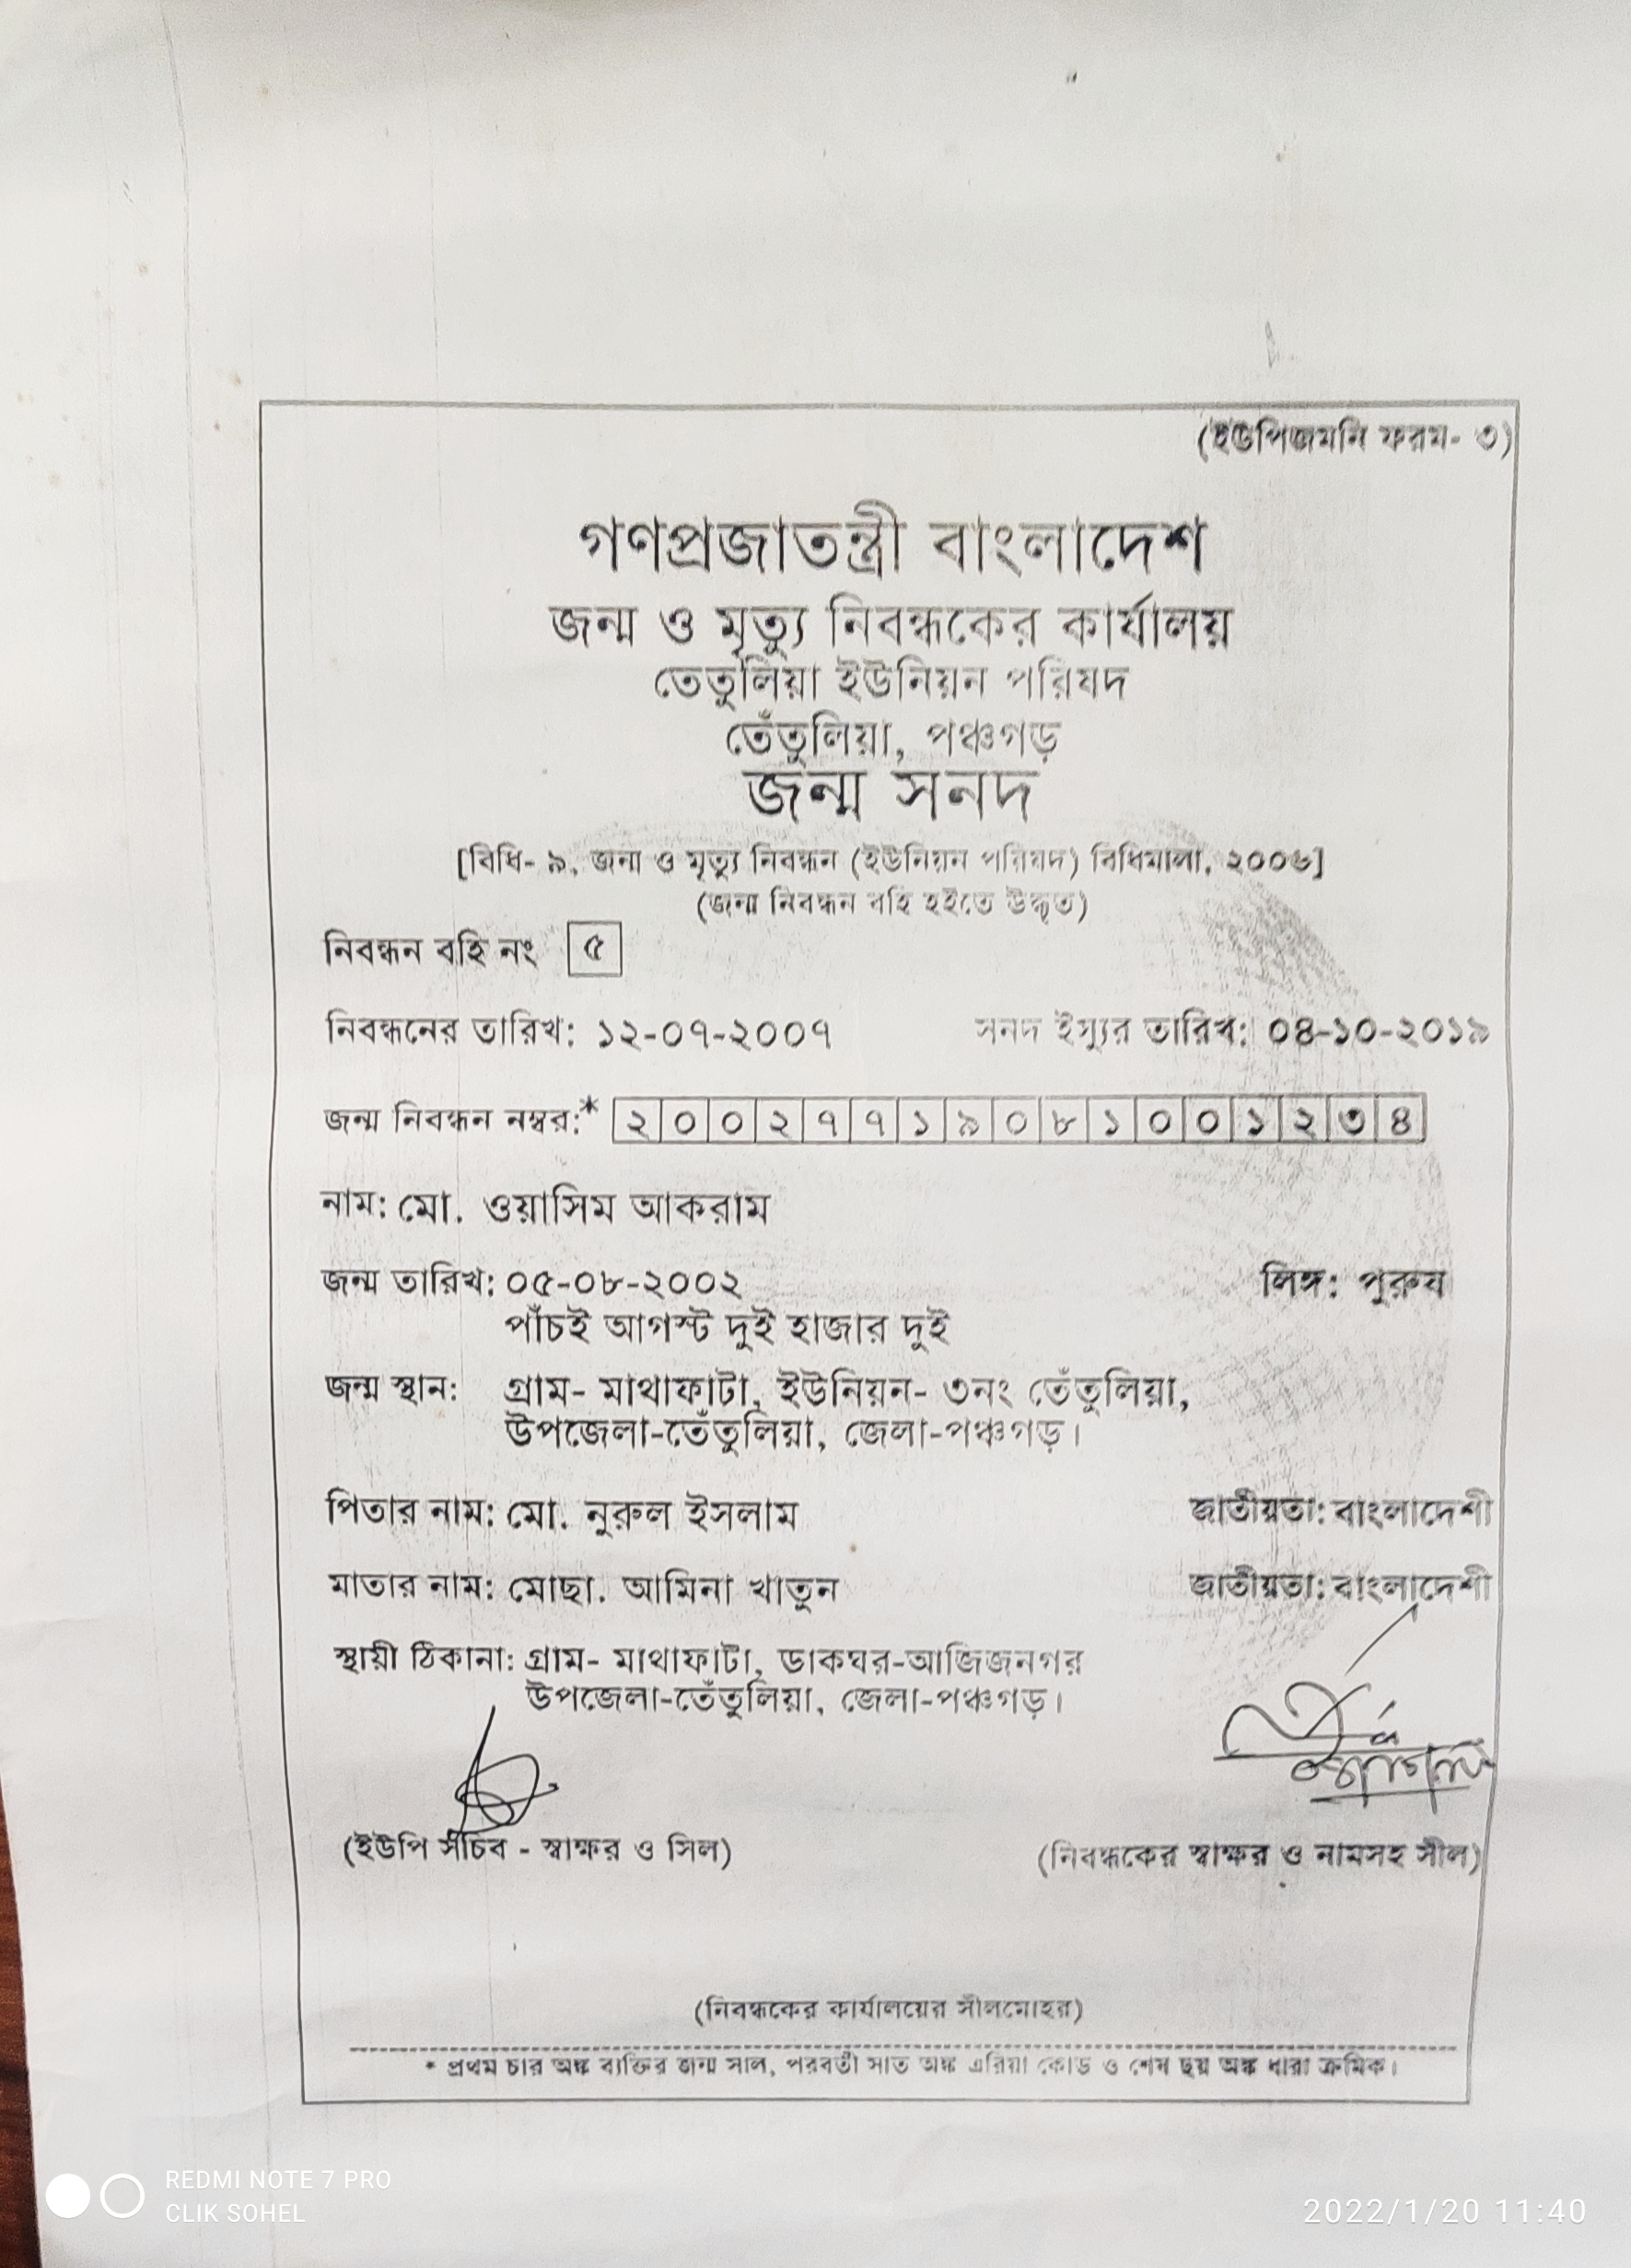 (ইউপিজমনি ফরম- ৩)
গণপ্রজাতন্ত্রী বাংলাদেশ
জন্ম ও মৃত্যু নিবন্ধকের কার্যালয়
তেতুলিয়া ইউনিয়ন পরিষদ
তেঁতুলিয়া, পঞ্চগড়
জন্ম সনদ
[বিধি- ৯, জন্ম ও মৃত্যু নিবন্ধন (ইউনিয়ন পরিষদ) বিধিমালা, ২০০৬]
(জন্ম নিবন্ধন বহি হইতে উদ্ধৃত)
নিবন্ধন বহি নং ৫
নিবন্ধনের তারিখ: ১২-০৭-২০০৭ সনদ ইস্যুর তারিখ: ০৪-১০-২০১৯
জন্ম নিবন্ধন নম্বর:* ২০০২৭৭১৯০৮১০০১২৩৪
নাম: মো. ওয়াসিম আকরাম
জন্ম তারিখ: ০৫-০৮-২০০২ লিঙ্গ: পুরুষ
পাঁচই আগস্ট দুই হাজার দুই
জন্ম স্থান: গ্রাম- মাথাফাটা, ইউনিয়ন- ৩নং তেঁতুলিয়া,
উপজেলা-তেঁতুলিয়া, জেলা-পঞ্চগড়।
পিতার নাম: মো. নুরুল ইসলাম জাতীয়তা: বাংলাদেশী
মাতার নাম: মোছা. আমিনা খাতুন জাতীয়তা: বাংলাদেশী
স্থায়ী ঠিকানা: গ্রাম- মাথাফাটা, ডাকঘর-আজিজনগর
উপজেলা-তেঁতুলিয়া, জেলা-পঞ্চগড়।
(ইউপি সচিব - স্বাক্ষর ও সিল) (নিবন্ধকের স্বাক্ষর ও নামসহ সীল)
(নিবন্ধকের কার্যালয়ের সীলমোহর)
* প্রথম চার অঙ্ক ব্যক্তির জন্ম সাল, পরবর্তী সাত অঙ্ক এরিয়া কোড ও শেষ ছয় অঙ্ক ধারা ক্রমিক।
REDMI NOTE 7 PRO
CLIK SOHEL
2022/1/20 11:40